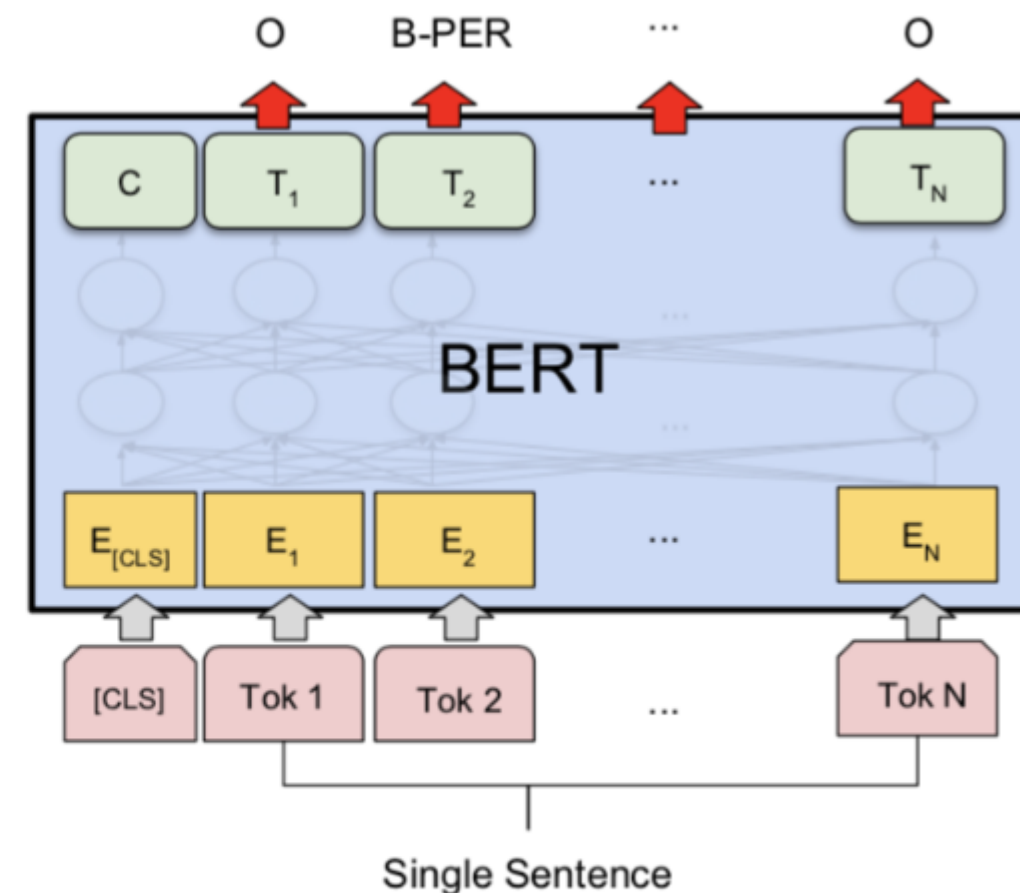 O B-PER ... O
C T1 T2 ... TN
...
BERT
...
E[CLS] E1 E2 ... EN
[CLS] Tok 1 Tok 2 ... Tok N
Single Sentence